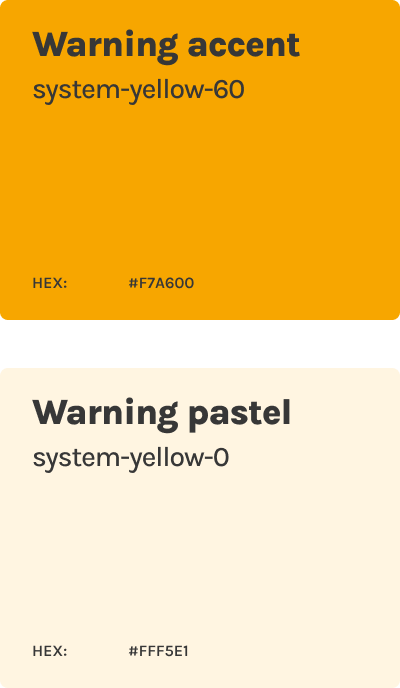 Warning accent
system-yellow-60
HEX: #F7A600
Warning pastel
system-yellow-0
HEX: #FFF5E1